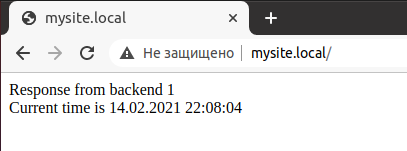 mysite.local
Не защищено
mysite.local/
Response from backend 1
Current time is 14.02.2021 22:08:04